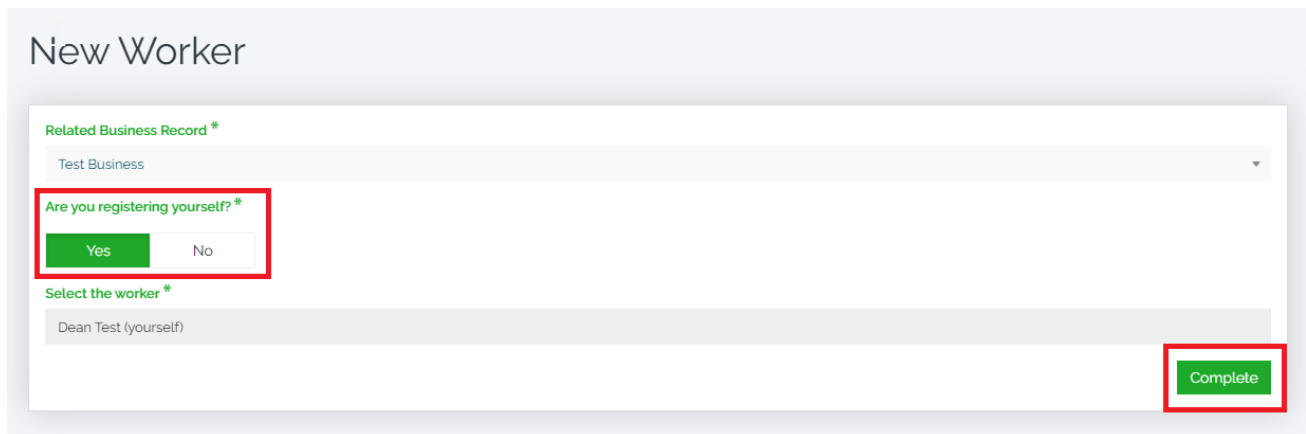 New Worker
Related Business Record *
Test Business
Are you registering yourself? *
Yes No
Select the worker *
Dean Test (yourself)
Complete